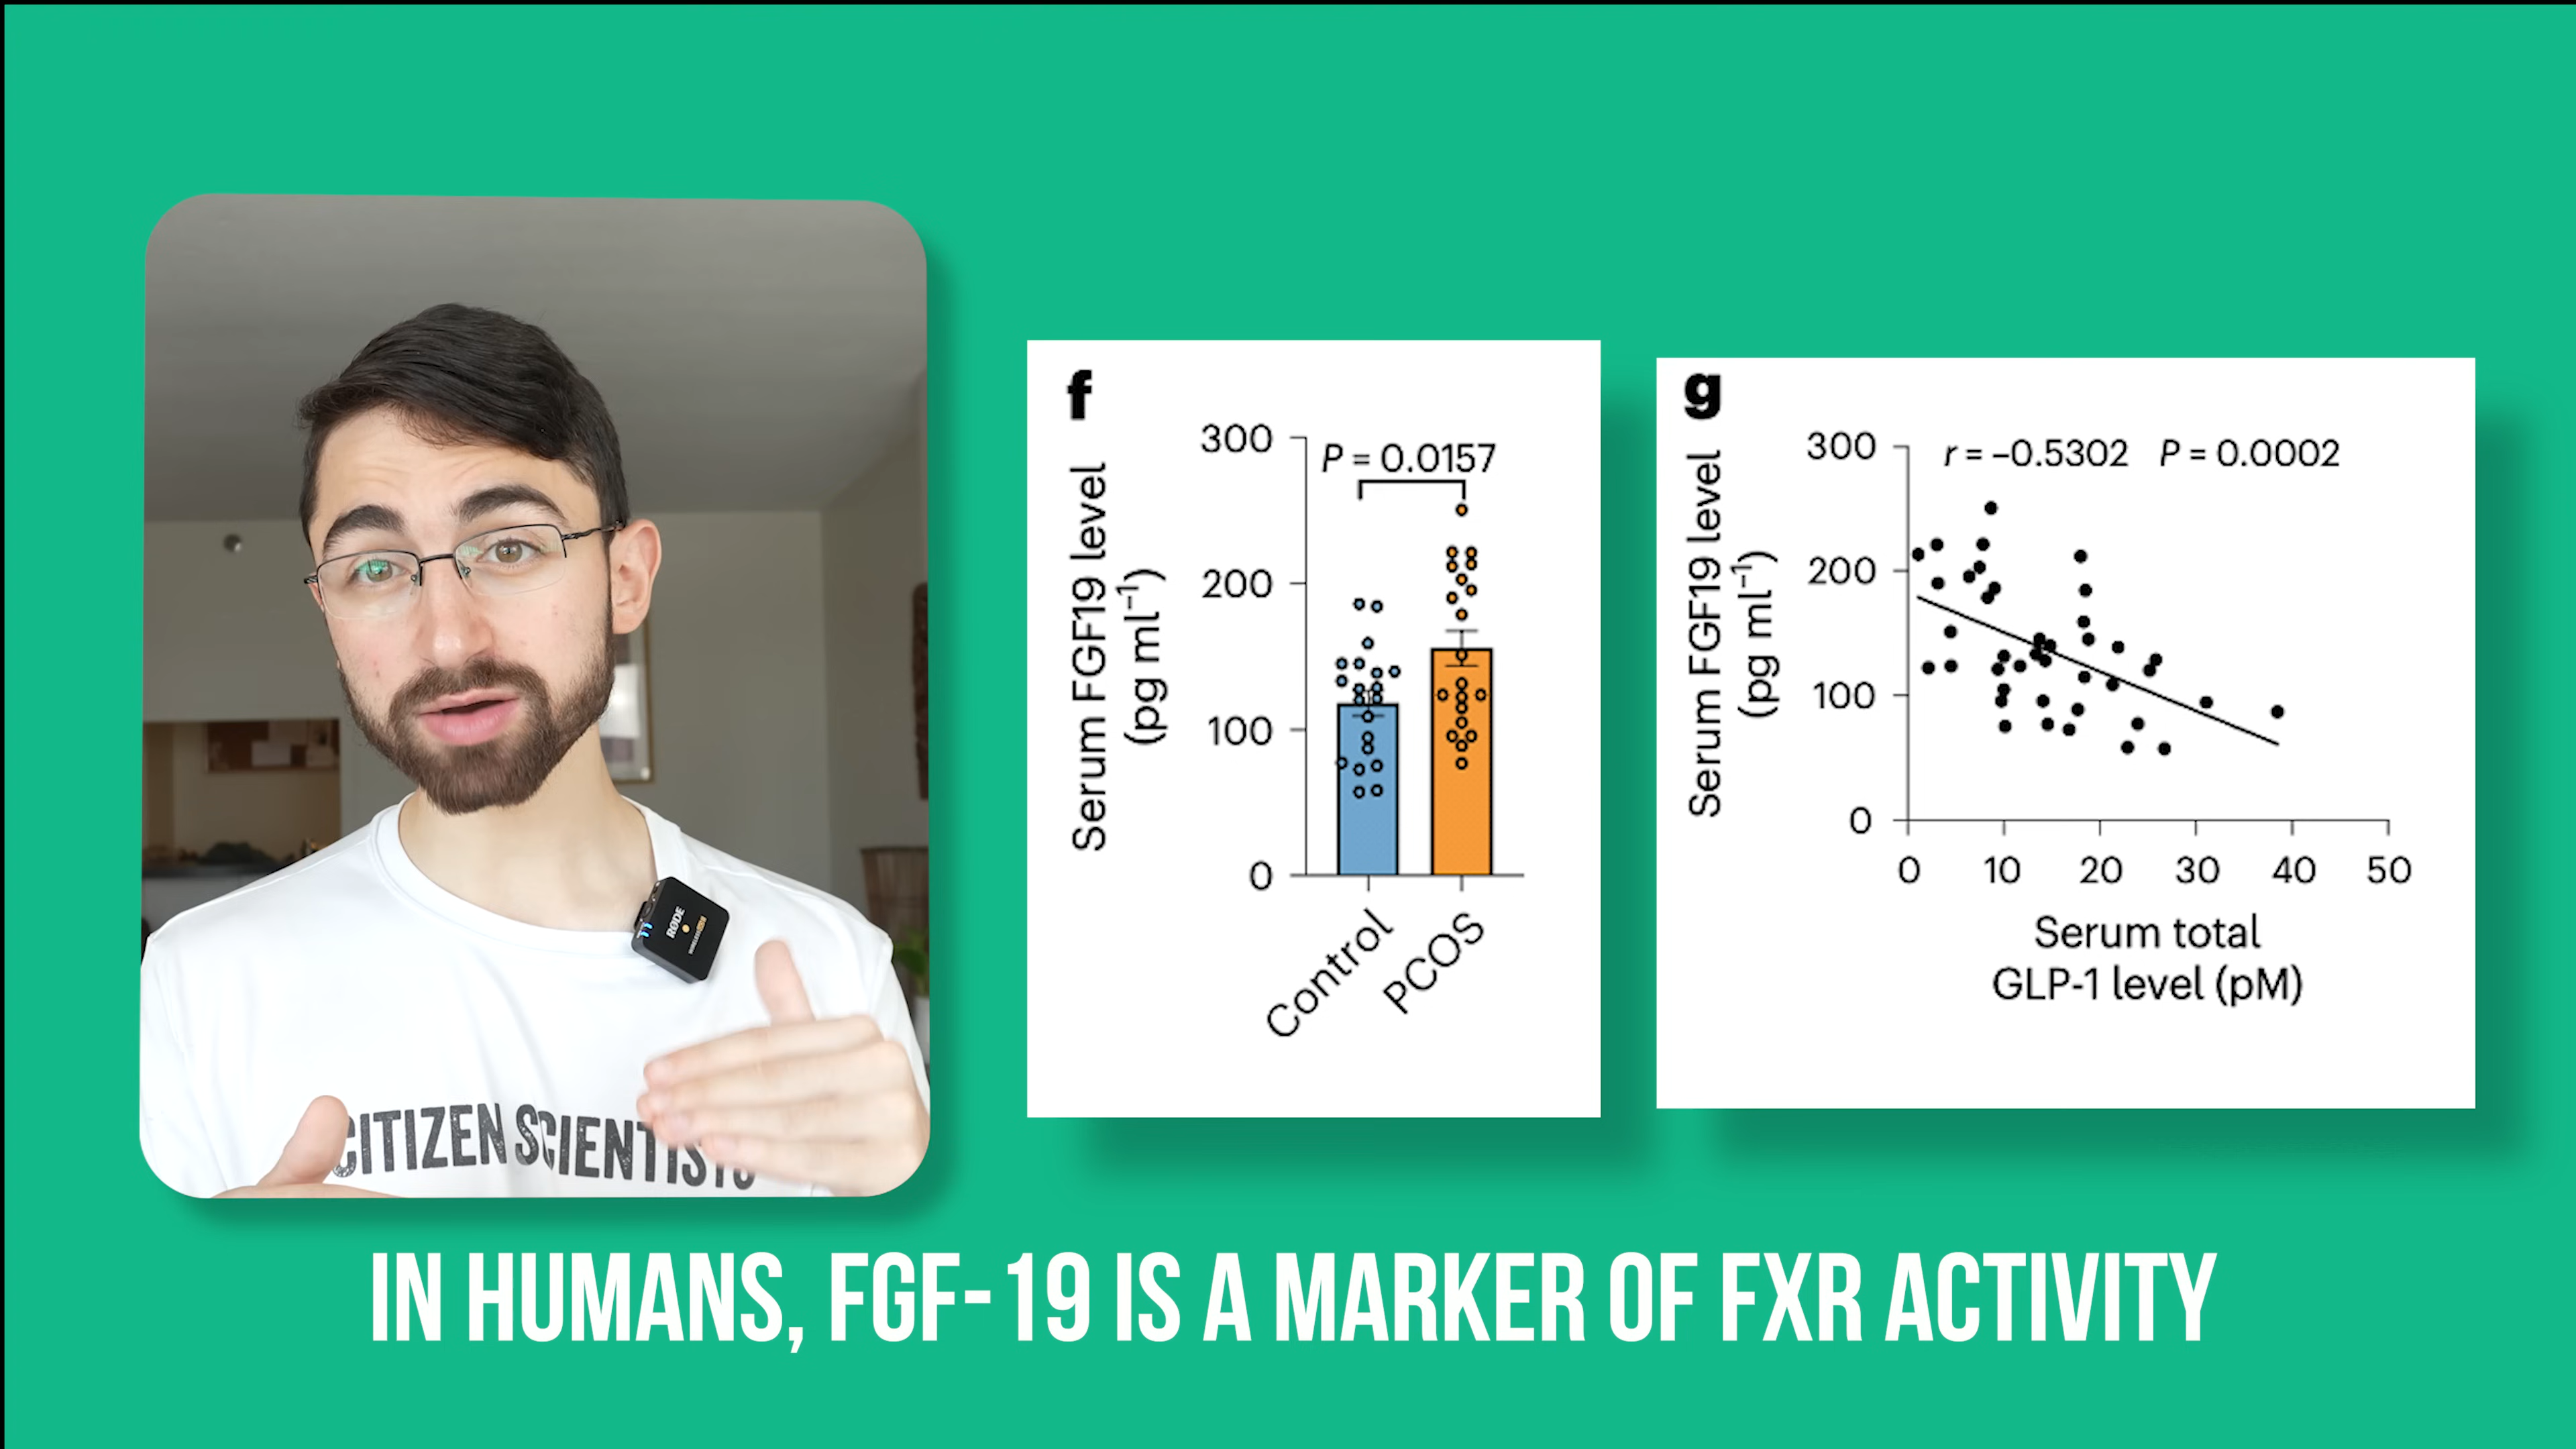 f
Serum FGF19 level
(pg ml⁻¹)
300
200
100
0
P = 0.0157
Control
PCOS
g
Serum FGF19 level
(pg ml⁻¹)
300
200
100
0
r = −0.5302 P = 0.0002
0 10 20 30 40 50
Serum total
GLP-1 level (pM)
RØDE
CITIZEN SCIENTISTS
IN HUMANS, FGF-19 IS A MARKER OF FXR ACTIVITY